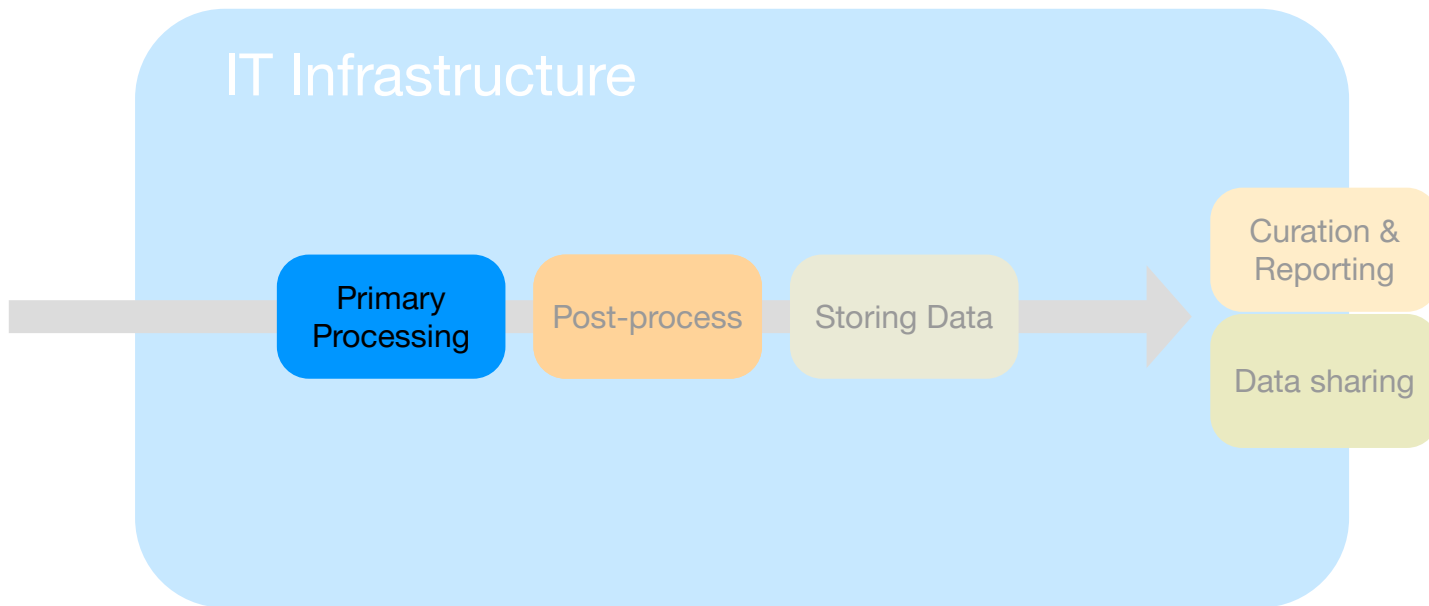 IT Infrastructure
Primary
Processing
Post-process
Storing Data
Curation &
Reporting
Data sharing